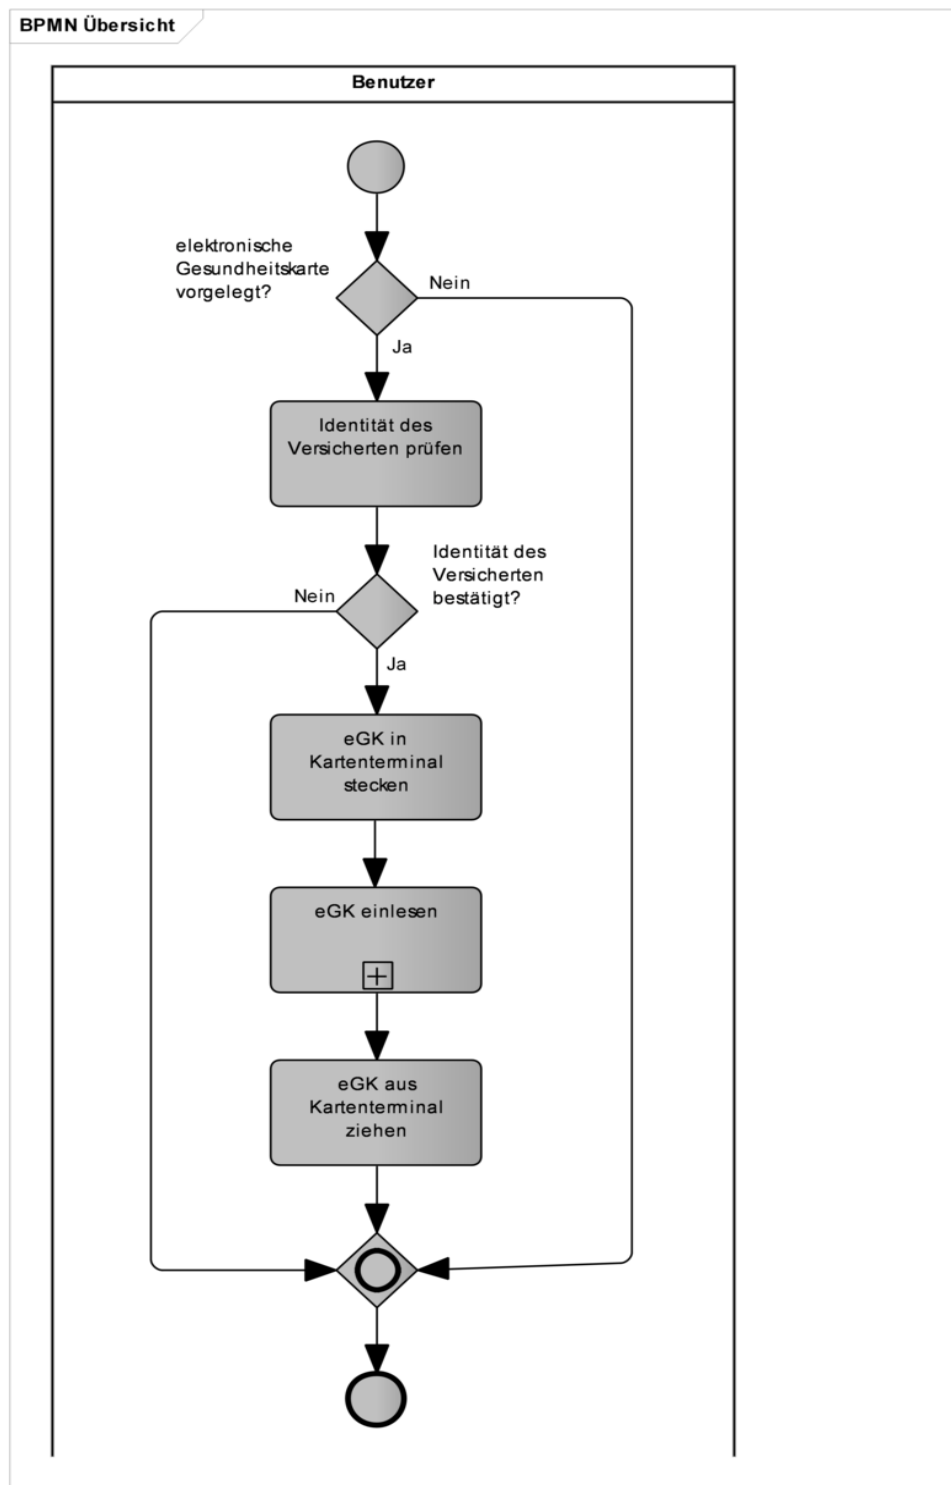 BPMN Übersicht
Benutzer
elektronische
Gesundheitskarte
vorgelegt?
Nein
Ja
Identität des
Versicherten prüfen
Identität des
Versicherten
bestätigt?
Nein
Ja
eGK in
Kartenterminal
stecken
eGK einlesen
eGK aus
Kartenterminal
ziehen